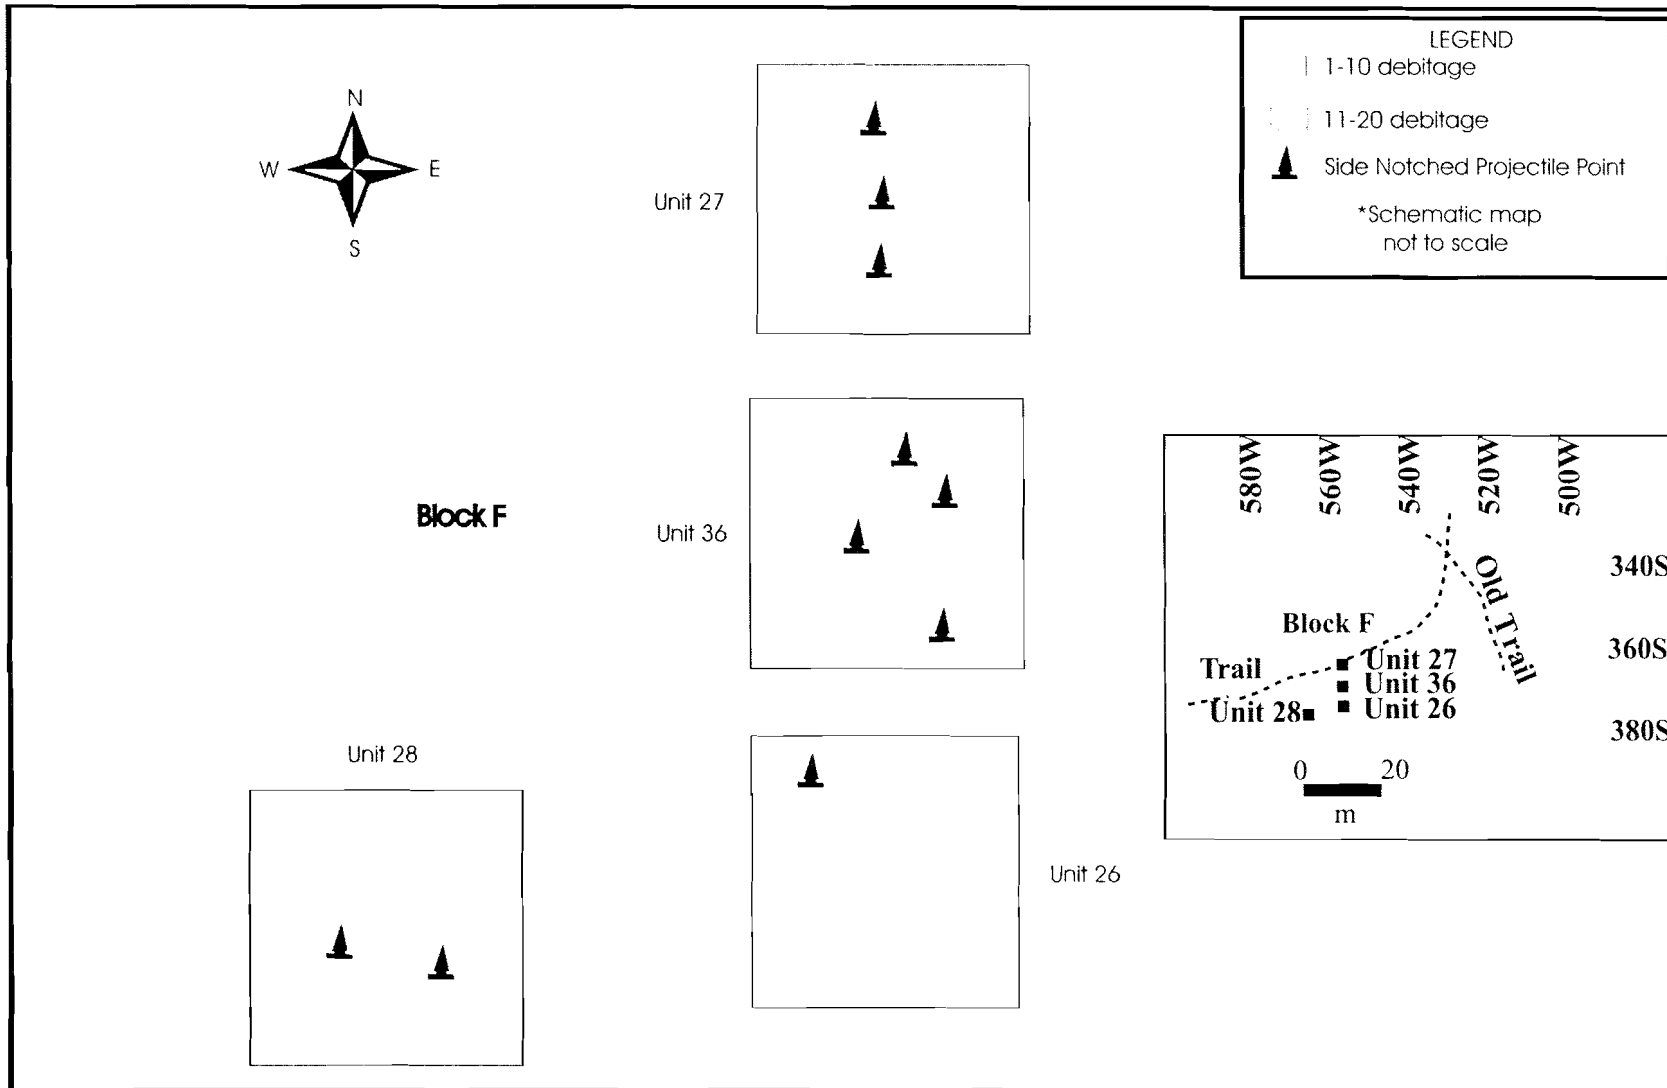 LEGEND
1-10 debitage
11-20 debitage
Side Notched Projectile Point
*Schematic map
not to scale
N
W
E
S
Unit 27
Block F
Unit 36
Unit 28
Unit 26
580W
560W
540W
520W
500W
340S
360S
380S
Old Trail
Block F
Trail
Unit 27
Unit 36
Unit 28
Unit 26
0
20
m